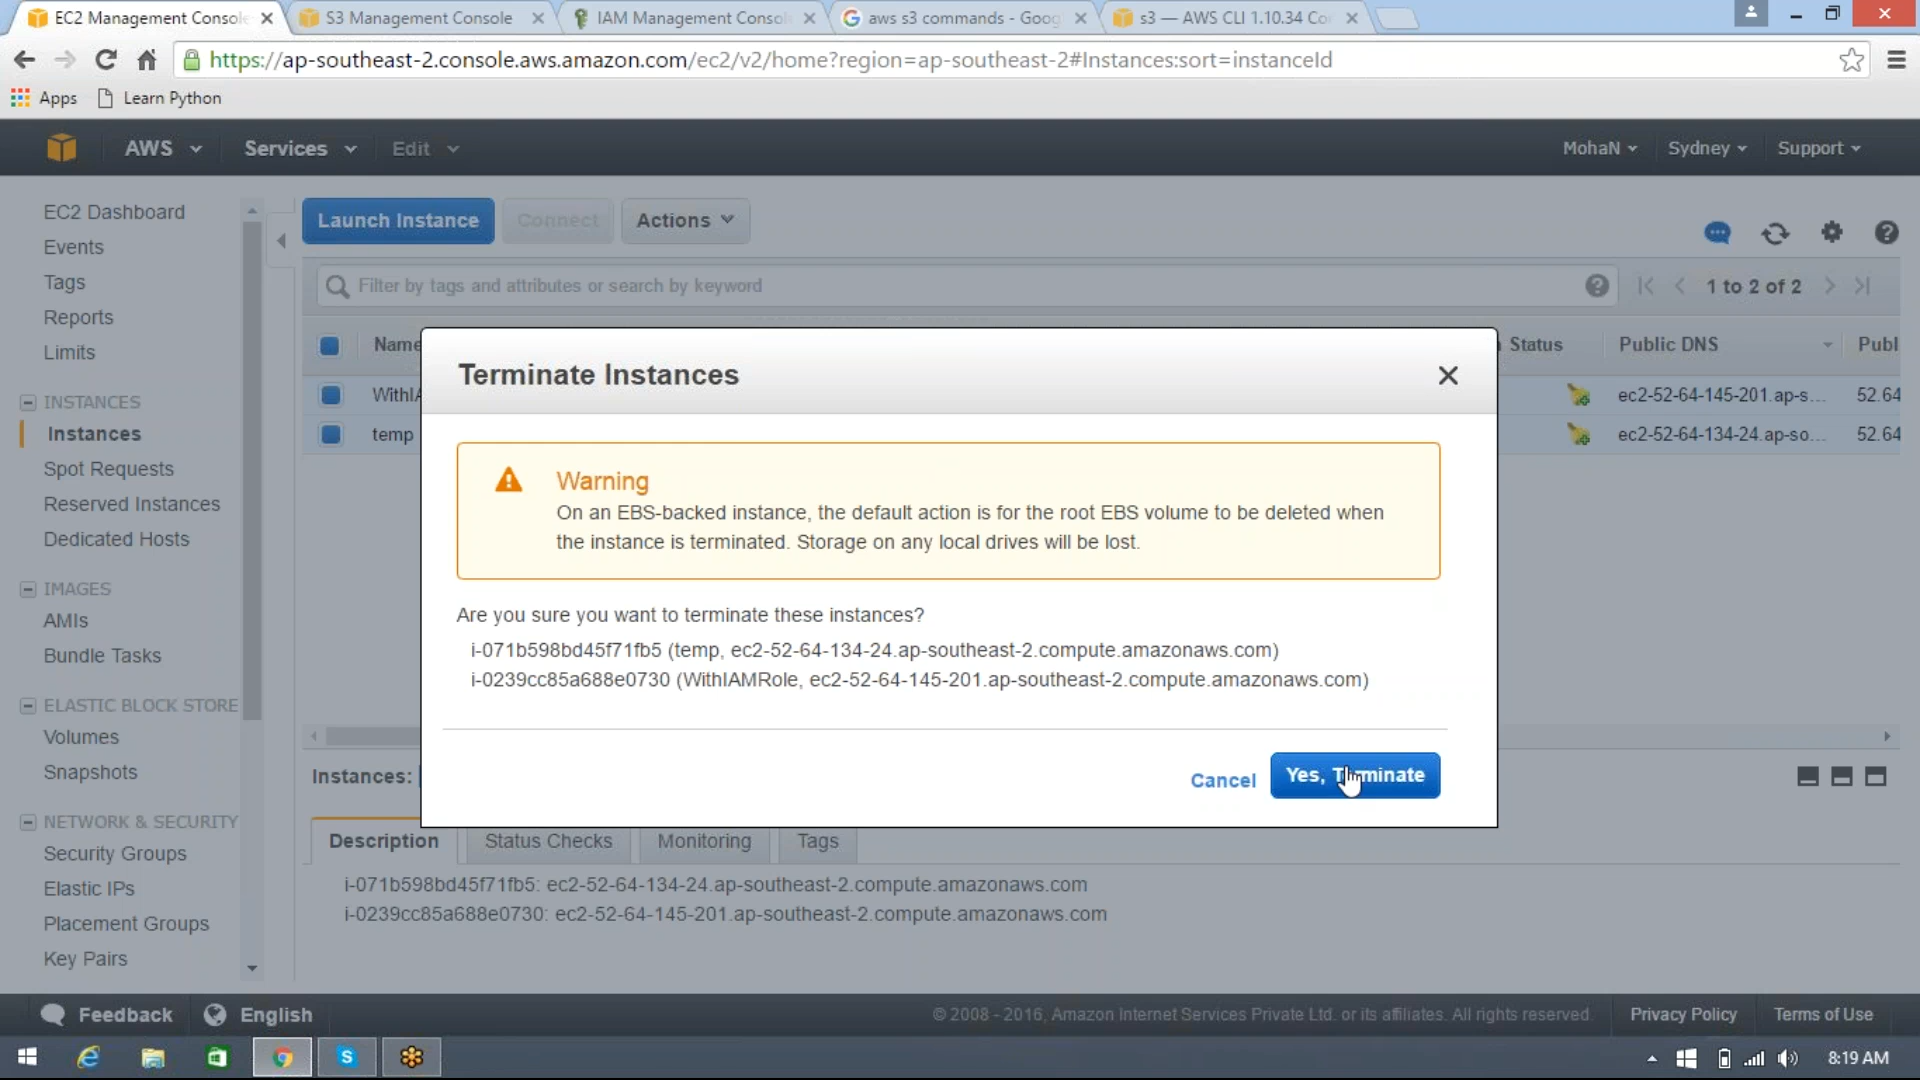 EC2 Management Console
S3 Management Console
IAM Management Consol
aws s3 commands - Goog
s3 — AWS CLI 1.10.34 Co
https://ap-southeast-2.console.aws.amazon.com/ec2/v2/home?region=ap-southeast-2#Instances:sort=instanceId
Apps
Learn Python
AWS
Services
Edit
MohaN
Sydney
Support
EC2 Dashboard
Events
Tags
Reports
Limits
INSTANCES
Instances
Spot Requests
Reserved Instances
Dedicated Hosts
IMAGES
AMIs
Bundle Tasks
ELASTIC BLOCK STORE
Volumes
Snapshots
NETWORK & SECURITY
Security Groups
Elastic IPs
Placement Groups
Key Pairs
Launch Instance
Connect
Actions
Filter by tags and attributes or search by keyword
1 to 2 of 2
Name
Status
Public DNS
Publ
WithIA
ec2-52-64-145-201.ap-s...
52.64
temp
ec2-52-64-134-24.ap-so...
52.64
Terminate Instances
Warning
On an EBS-backed instance, the default action is for the root EBS volume to be deleted when
the instance is terminated. Storage on any local drives will be lost.
Are you sure you want to terminate these instances?
i-071b598bd45f71fb5 (temp, ec2-52-64-134-24.ap-southeast-2.compute.amazonaws.com)
i-0239cc85a688e0730 (WithIAMRole, ec2-52-64-145-201.ap-southeast-2.compute.amazonaws.com)
Cancel
Yes, Terminate
Instances:
Description
Status Checks
Monitoring
Tags
i-071b598bd45f71fb5: ec2-52-64-134-24.ap-southeast-2.compute.amazonaws.com
i-0239cc85a688e0730: ec2-52-64-145-201.ap-southeast-2.compute.amazonaws.com
Feedback
English
© 2008 - 2016, Amazon Internet Services Private Ltd. or its affiliates. All rights reserved.
Privacy Policy
Terms of Use
8:19 AM